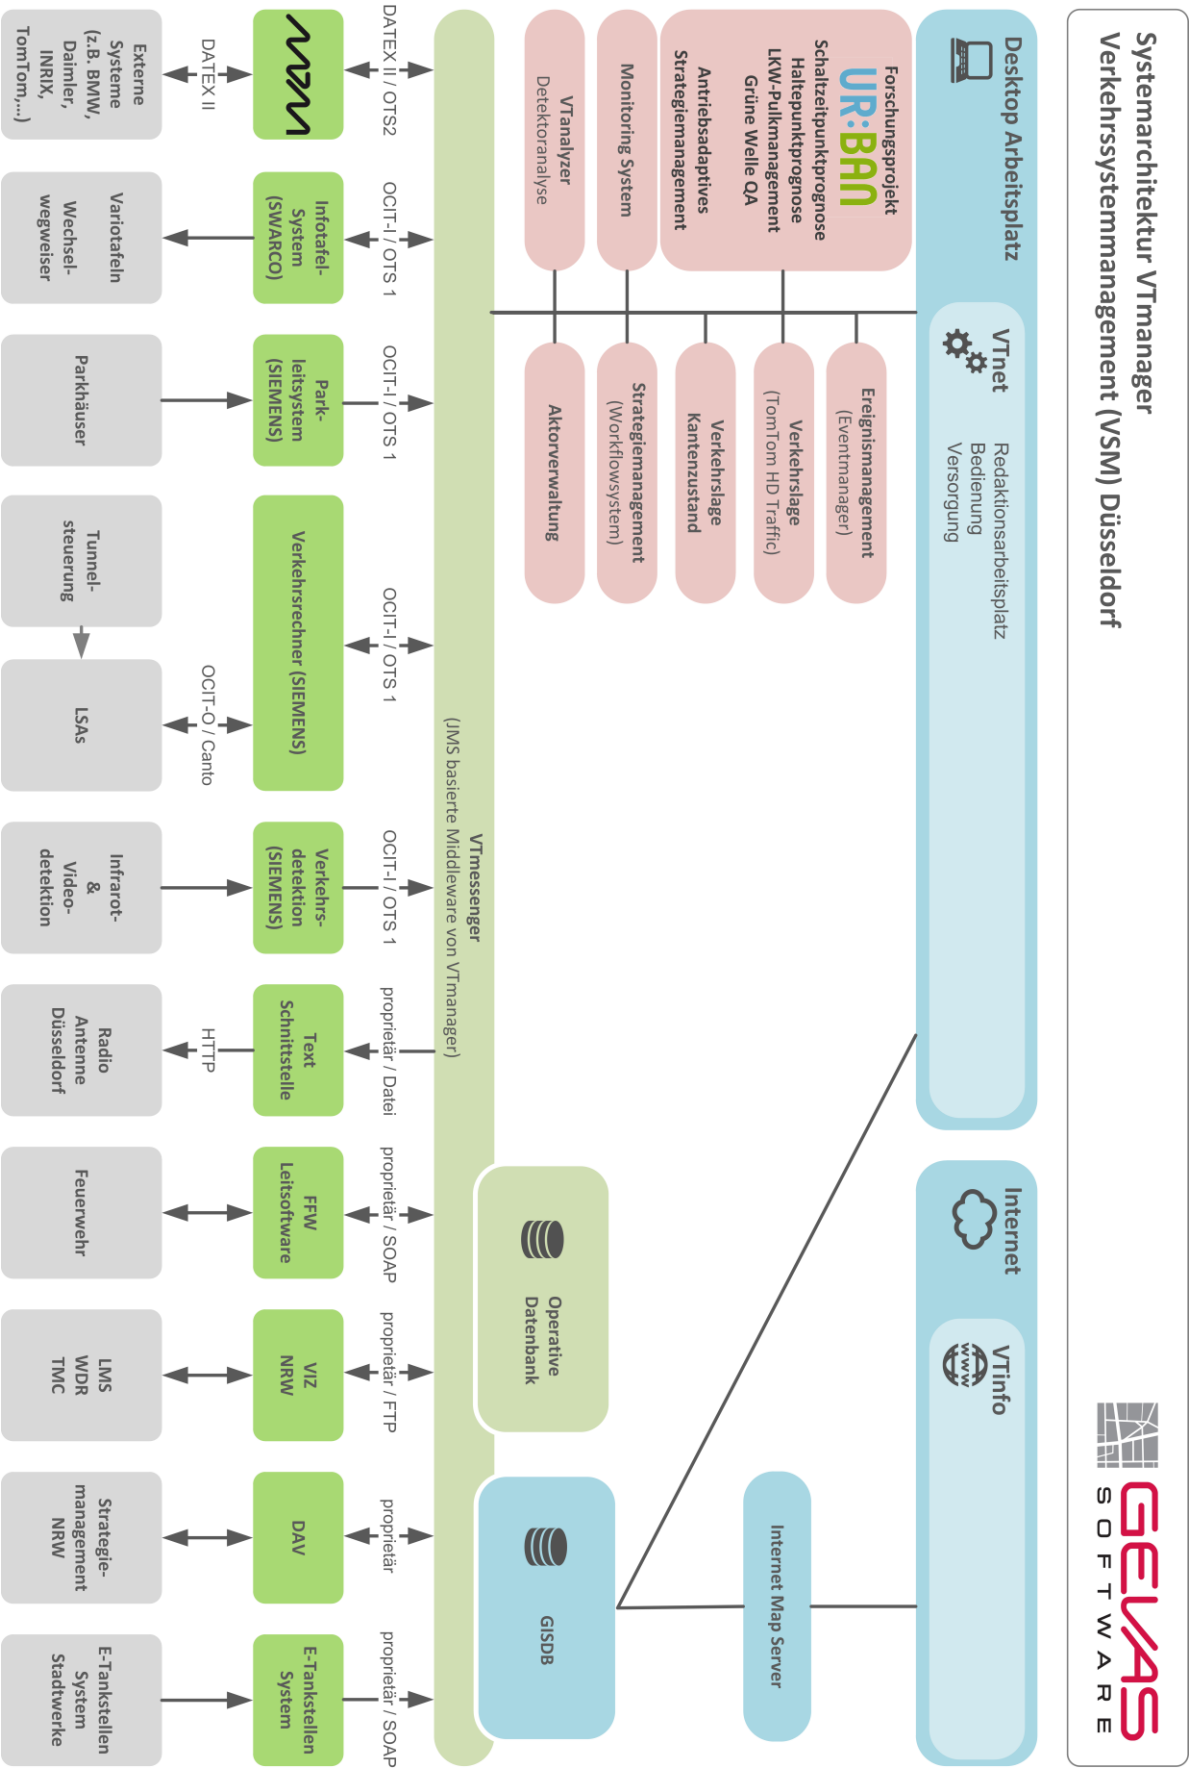 Systemarchitektur VTmanager
Verkehrssystemmanagement (VSM) Düsseldorf
GEVAS
SOFTWARE
Desktop Arbeitsplatz
VTnet
Redaktionsarbeitsplatz
Bedienung
Versorgung
Internet
VTinfo
www
Forschungsprojekt
UR:BAN
Schaltzeitpunktprognose
Haltepunktprognose
LKW-Pulkmanagement
Grüne Welle QA
Antriebsadaptives
Strategiemanagement
Monitoring System
VTanalyzer
Detektoranalyse
Ereignismanagement
(Eventmanager)
Verkehrslage
(TomTom HD Traffic)
Verkehrslage
Kantenzustand
Strategiemanagement
(Workflowsystem)
Aktorverwaltung
Internet Map Server
Operative
Datenbank
GISDB
VTmessenger
(JMS basierte Middleware von VTmanager)
DATEX II / OTS2
OCIT-I / OTS 1
OCIT-I / OTS 1
OCIT-I / OTS 1
OCIT-I / OTS 1
proprietär / Datei
proprietär / SOAP
proprietär / FTP
proprietär
proprietär / SOAP
mdm
Infotafel-
System
(SWARCO)
Park-
leitsystem
(SIEMENS)
Verkehrsrechner (SIEMENS)
Verkehrs-
detektion
(SIEMENS)
Text
Schnittstelle
FFW
Leitsoftware
VIZ
NRW
DAV
E-Tankstellen
System
DATEX II
OCIT-O / Canto
HTTP
Externe
Systeme
(z.B. BMW,
Daimler,
INRIX,
TomTom,...)
Variotafeln
Wechsel-
wegweiser
Parkhäuser
Tunnel-
steuerung
LSAs
Infrarot-
&
Video-
detektion
Radio
Antenne
Düsseldorf
Feuerwehr
LMS
WDR
TMC
Strategie-
management
NRW
E-Tankstellen
System
Stadtwerke